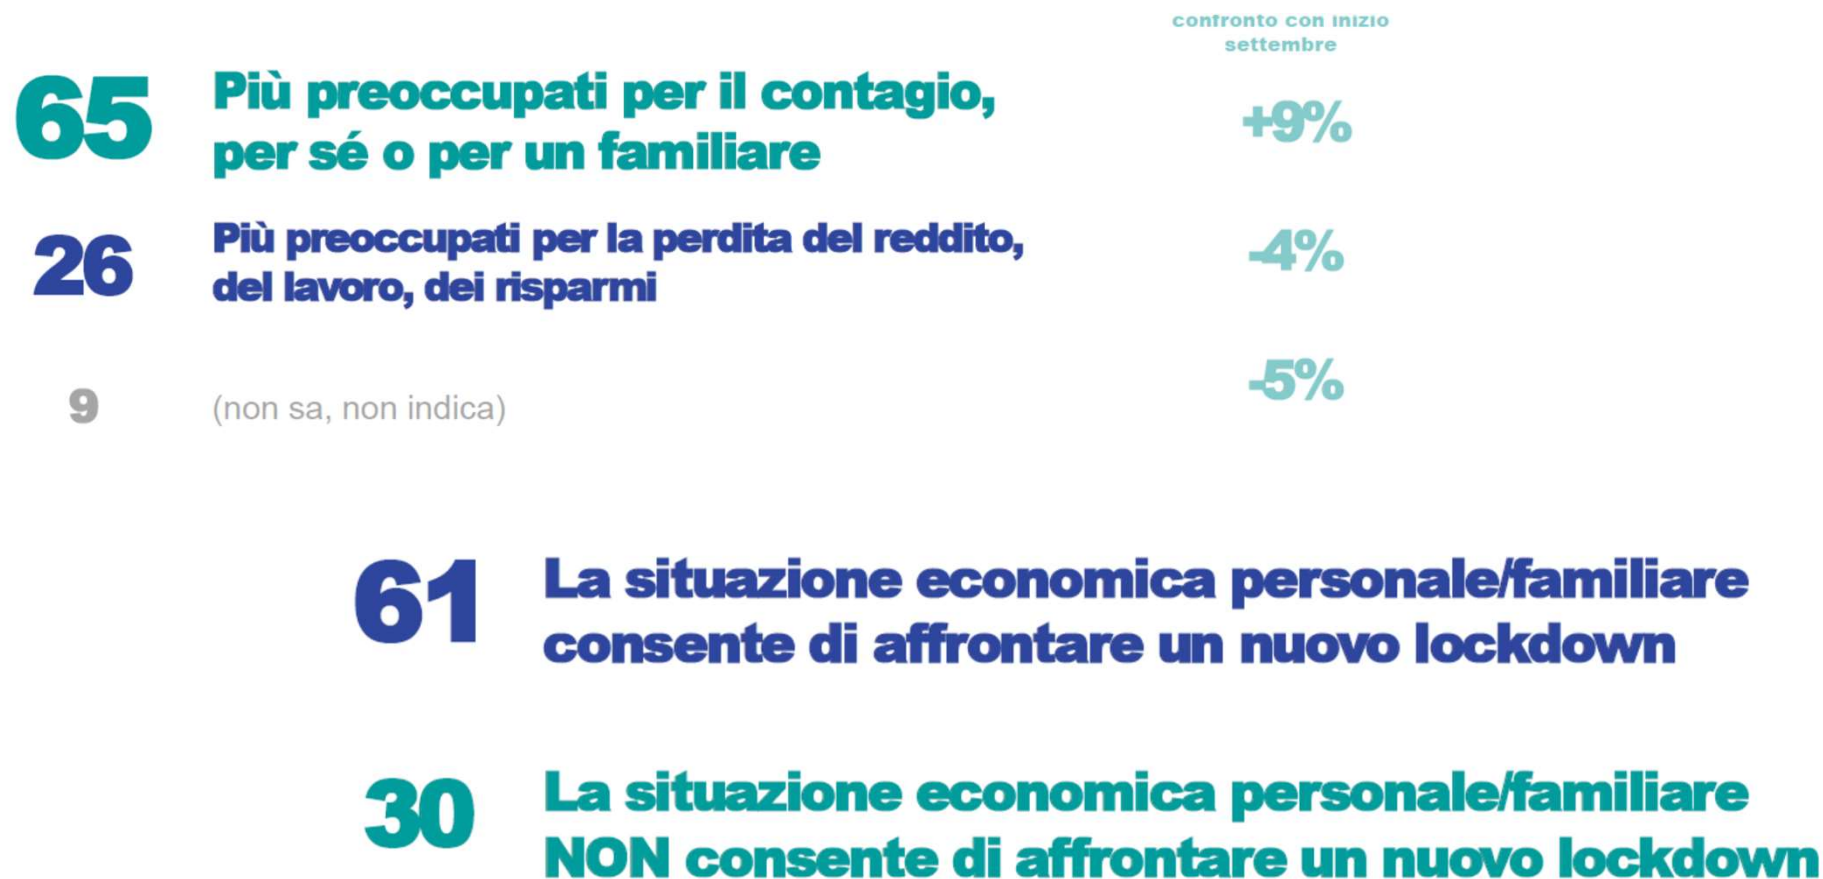 confronto con inizio
settembre
65
Più preoccupati per il contagio,
per sé o per un familiare
+9%
26
Più preoccupati per la perdita del reddito,
del lavoro, dei risparmi
-4%
9
(non sa, non indica)
-5%
61
La situazione economica personale/familiare
consente di affrontare un nuovo lockdown
30
La situazione economica personale/familiare
NON consente di affrontare un nuovo lockdown